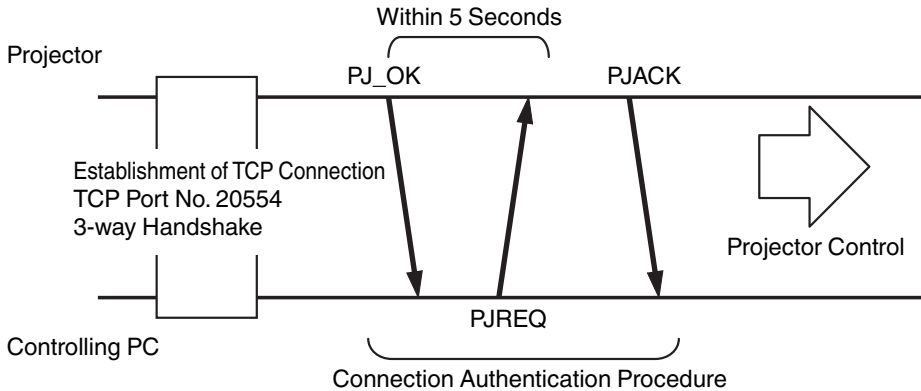 Within 5 Seconds
Projector
PJ_OK
PJACK
Establishment of TCP Connection
TCP Port No. 20554
3-way Handshake
Projector Control
PJREQ
Controlling PC
Connection Authentication Procedure